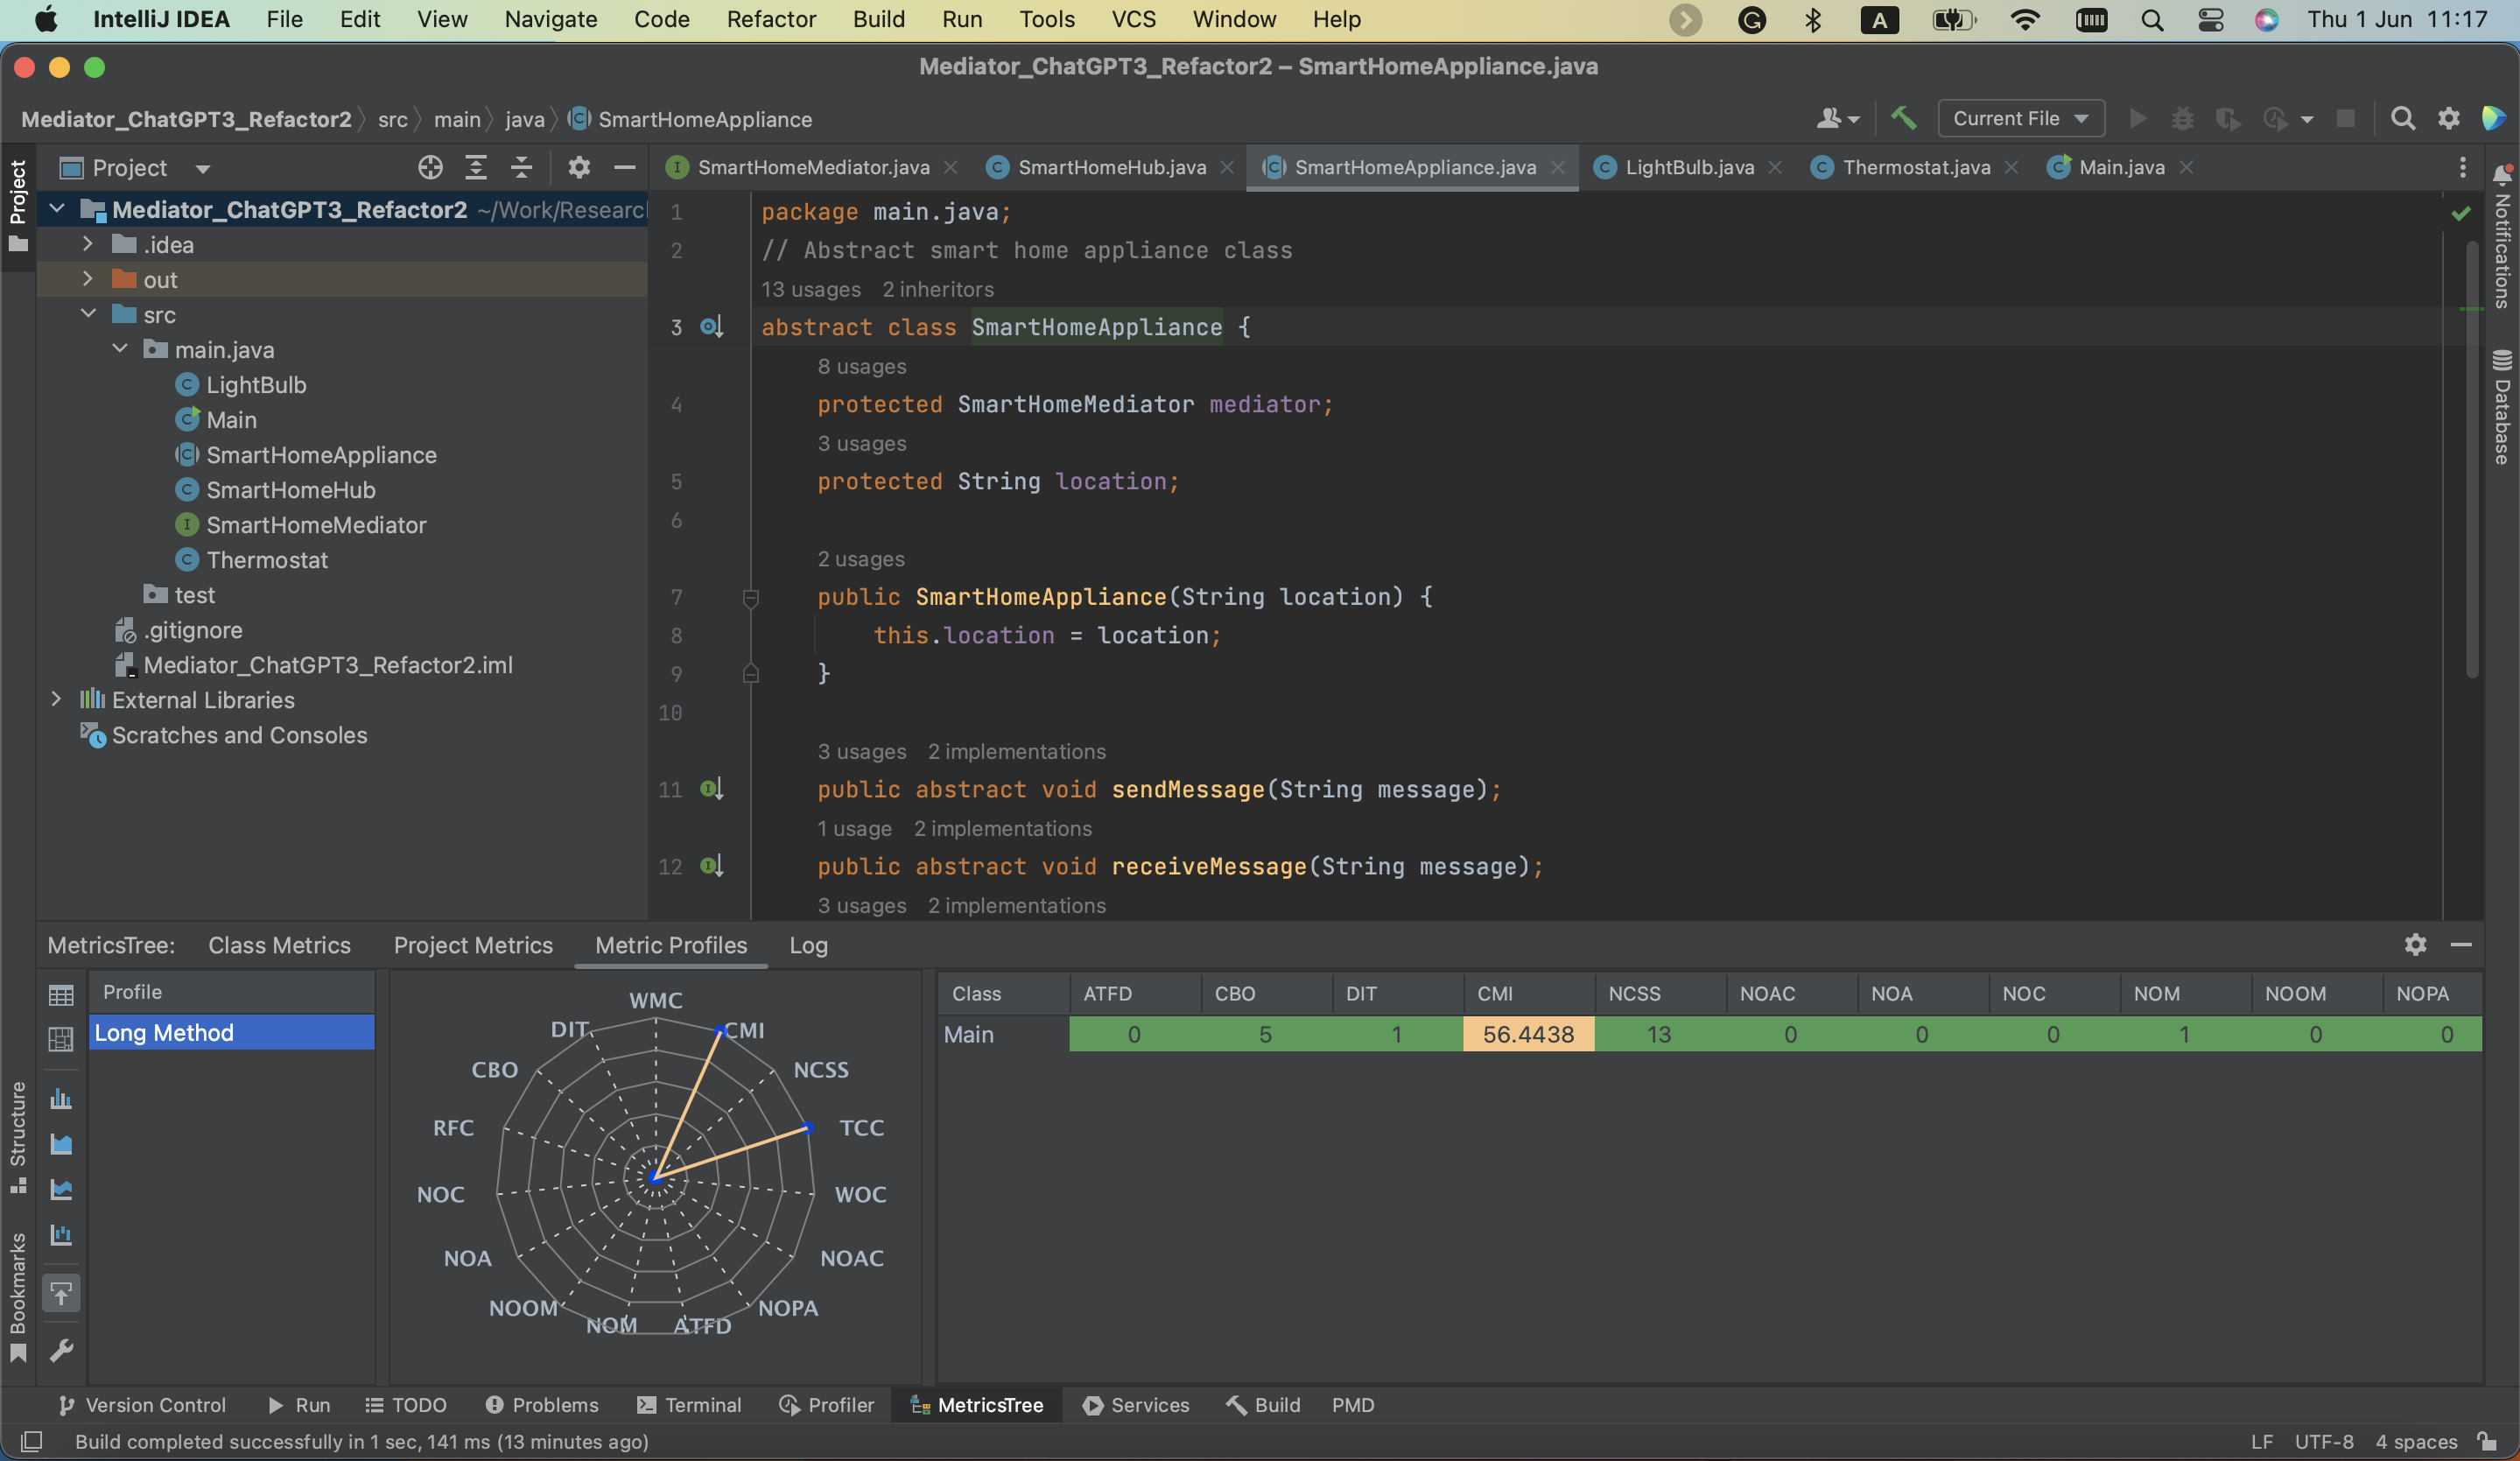 IntelliJ IDEA File Edit View Navigate Code Refactor Build Run Tools VCS Window Help A Thu 1 Jun 11:17
Mediator_ChatGPT3_Refactor2 – SmartHomeAppliance.java
Mediator_ChatGPT3_Refactor2 src main java SmartHomeAppliance Current File
Project
Project
Mediator_ChatGPT3_Refactor2 ~/Work/Researcl
.idea
out
src
main.java
LightBulb
Main
SmartHomeAppliance
SmartHomeHub
SmartHomeMediator
Thermostat
test
.gitignore
Mediator_ChatGPT3_Refactor2.iml
External Libraries
Scratches and Consoles
SmartHomeMediator.java SmartHomeHub.java SmartHomeAppliance.java LightBulb.java Thermostat.java Main.java
1 package main.java;
2 // Abstract smart home appliance class
13 usages 2 inheritors
3 abstract class SmartHomeAppliance {
8 usages
4 protected SmartHomeMediator mediator;
3 usages
5 protected String location;
6
2 usages
7 public SmartHomeAppliance(String location) {
8 this.location = location;
9 }
10
3 usages 2 implementations
11 public abstract void sendMessage(String message);
1 usage 2 implementations
12 public abstract void receiveMessage(String message);
3 usages 2 implementations
Notifications
Database
MetricsTree: Class Metrics Project Metrics Metric Profiles Log
Structure
Bookmarks
Profile
Long Method
WMC
CMI
NCSS
TCC
WOC
NOAC
NOPA
ATFD
NOM
NOOM
NOA
NOC
RFC
CBO
DIT
Class ATFD CBO DIT CMI NCSS NOAC NOA NOC NOM NOOM NOPA
Main 0 5 1 56.4438 13 0 0 0 1 0 0
Version Control Run TODO Problems Terminal Profiler MetricsTree Services Build PMD
Build completed successfully in 1 sec, 141 ms (13 minutes ago) LF UTF-8 4 spaces